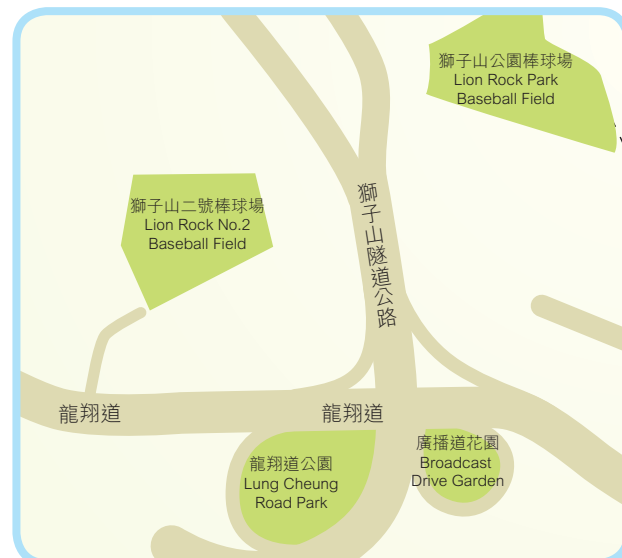 獅子山公園棒球場
Lion Rock Park
Baseball Field
獅子山二號棒球場
Lion Rock No.2
Baseball Field
獅子山隧道公路
龍翔道
龍翔道
龍翔道公園
Lung Cheung
Road Park
廣播道花園
Broadcast
Drive Garden